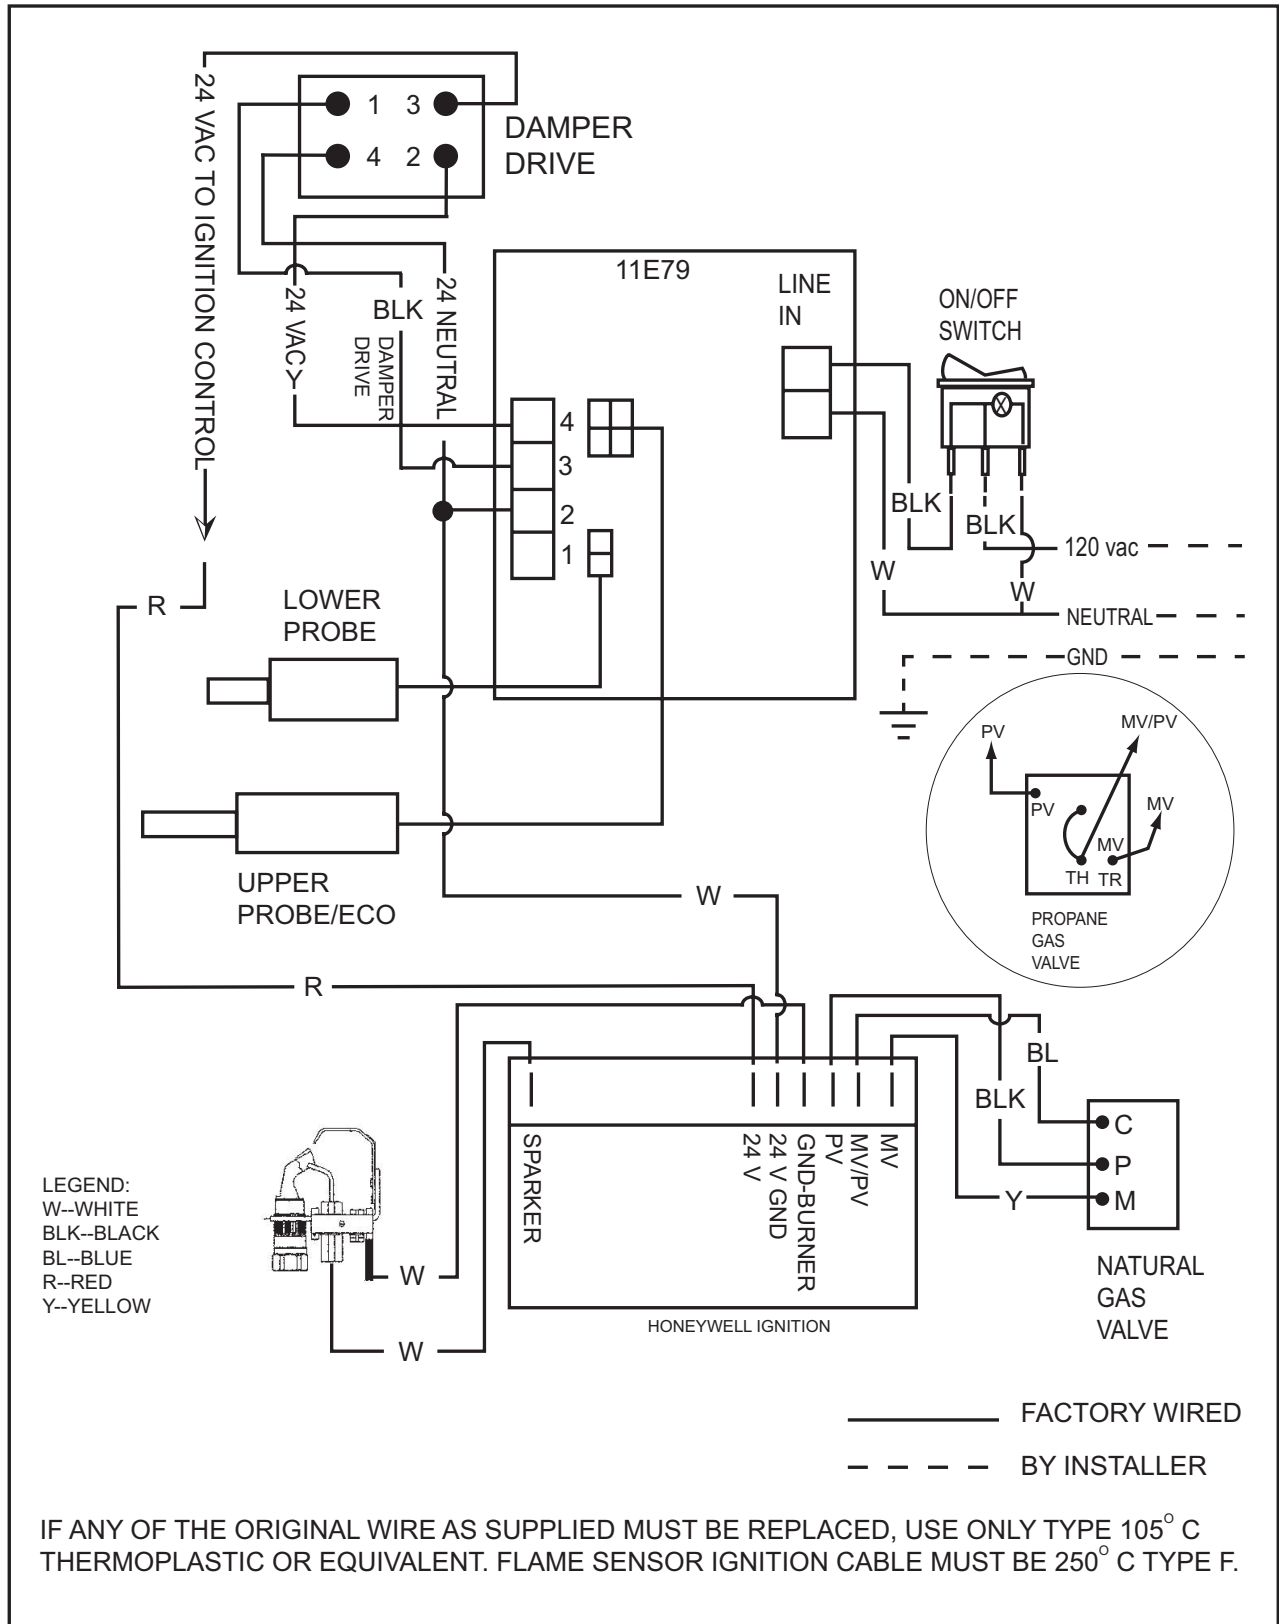 24 VAC TO IGNITION CONTROL
1 3
4 2
DAMPER
DRIVE
24 VAC
Y
BLK
DAMPER
DRIVE
24 NEUTRAL
11E79
LINE
IN
4
3
2
1
ON/OFF
SWITCH
BLK
BLK
120 vac
W
W
NEUTRAL
GND
R
LOWER
PROBE
UPPER
PROBE/ECO
PV
MV/PV
MV
PV
MV
TH TR
PROPANE
GAS
VALVE
W
R
BL
BLK
Y
C
P
M
NATURAL
GAS
VALVE
SPARKER
24 V
24 V GND
GND-BURNER
PV
MV/PV
MV
HONEYWELL IGNITION
W
W
LEGEND:
W--WHITE
BLK--BLACK
BL--BLUE
R--RED
Y--YELLOW
FACTORY WIRED
BY INSTALLER
IF ANY OF THE ORIGINAL WIRE AS SUPPLIED MUST BE REPLACED, USE ONLY TYPE 105° C
THERMOPLASTIC OR EQUIVALENT. FLAME SENSOR IGNITION CABLE MUST BE 250° C TYPE F.